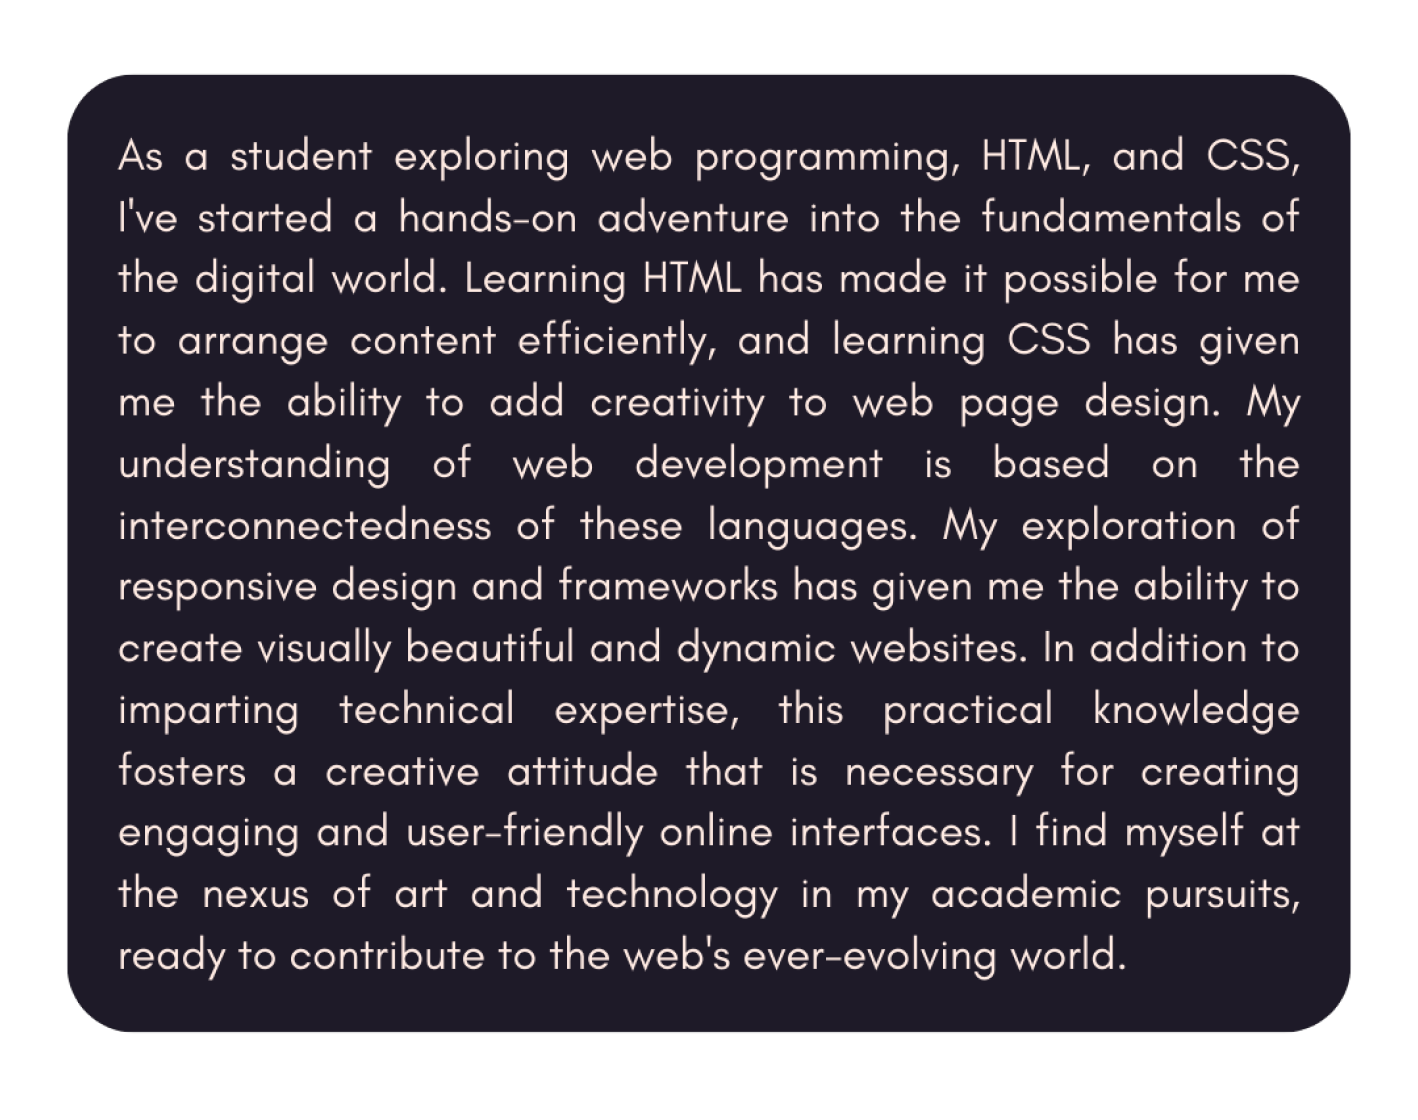 As a student exploring web programming, HTML, and CSS,
I've started a hands-on adventure into the fundamentals of
the digital world. Learning HTML has made it possible for me
to arrange content efficiently, and learning CSS has given
me the ability to add creativity to web page design. My
understanding of web development is based on the
interconnectedness of these languages. My exploration of
responsive design and frameworks has given me the ability to
create visually beautiful and dynamic websites. In addition to
imparting technical expertise, this practical knowledge
fosters a creative attitude that is necessary for creating
engaging and user-friendly online interfaces. I find myself at
the nexus of art and technology in my academic pursuits,
ready to contribute to the web's ever-evolving world.